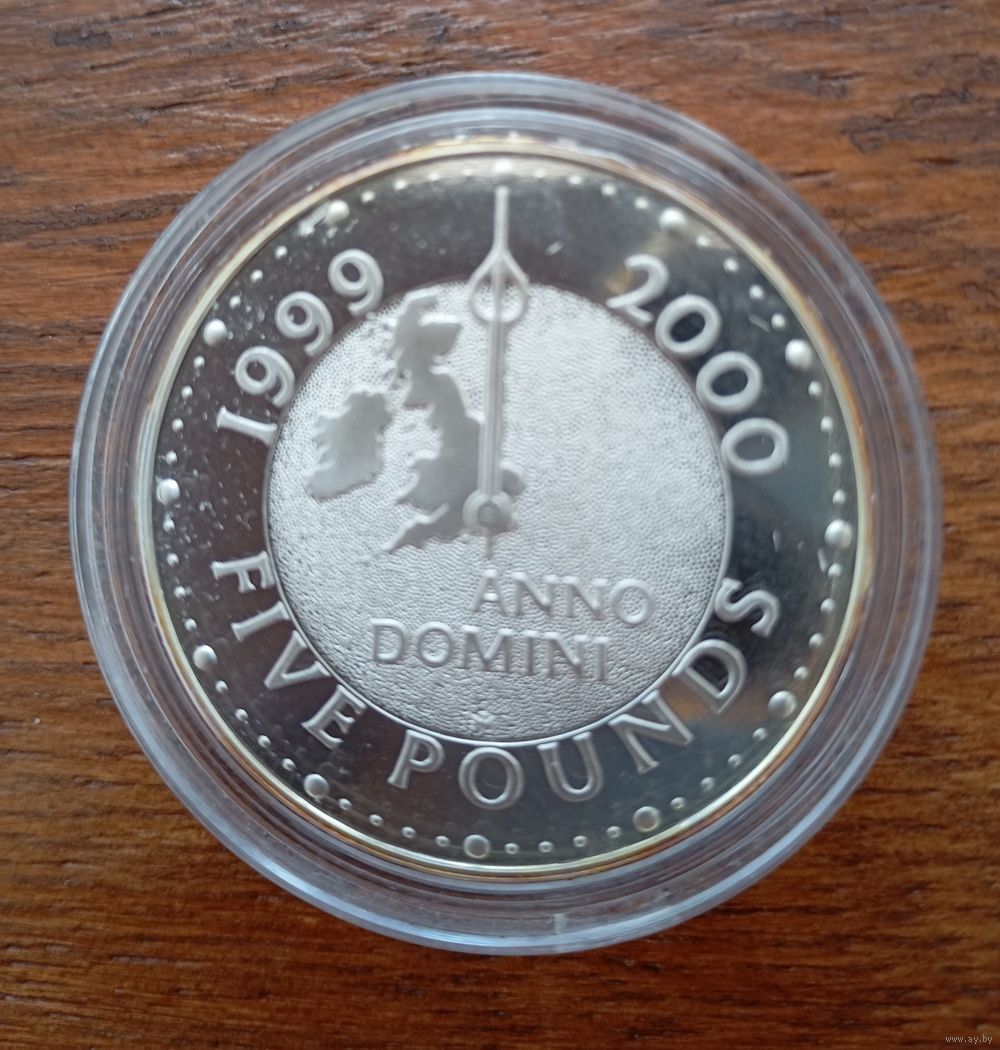 1999
2000
ANNO
DOMINI
FIVE POUNDS
www.ay.by